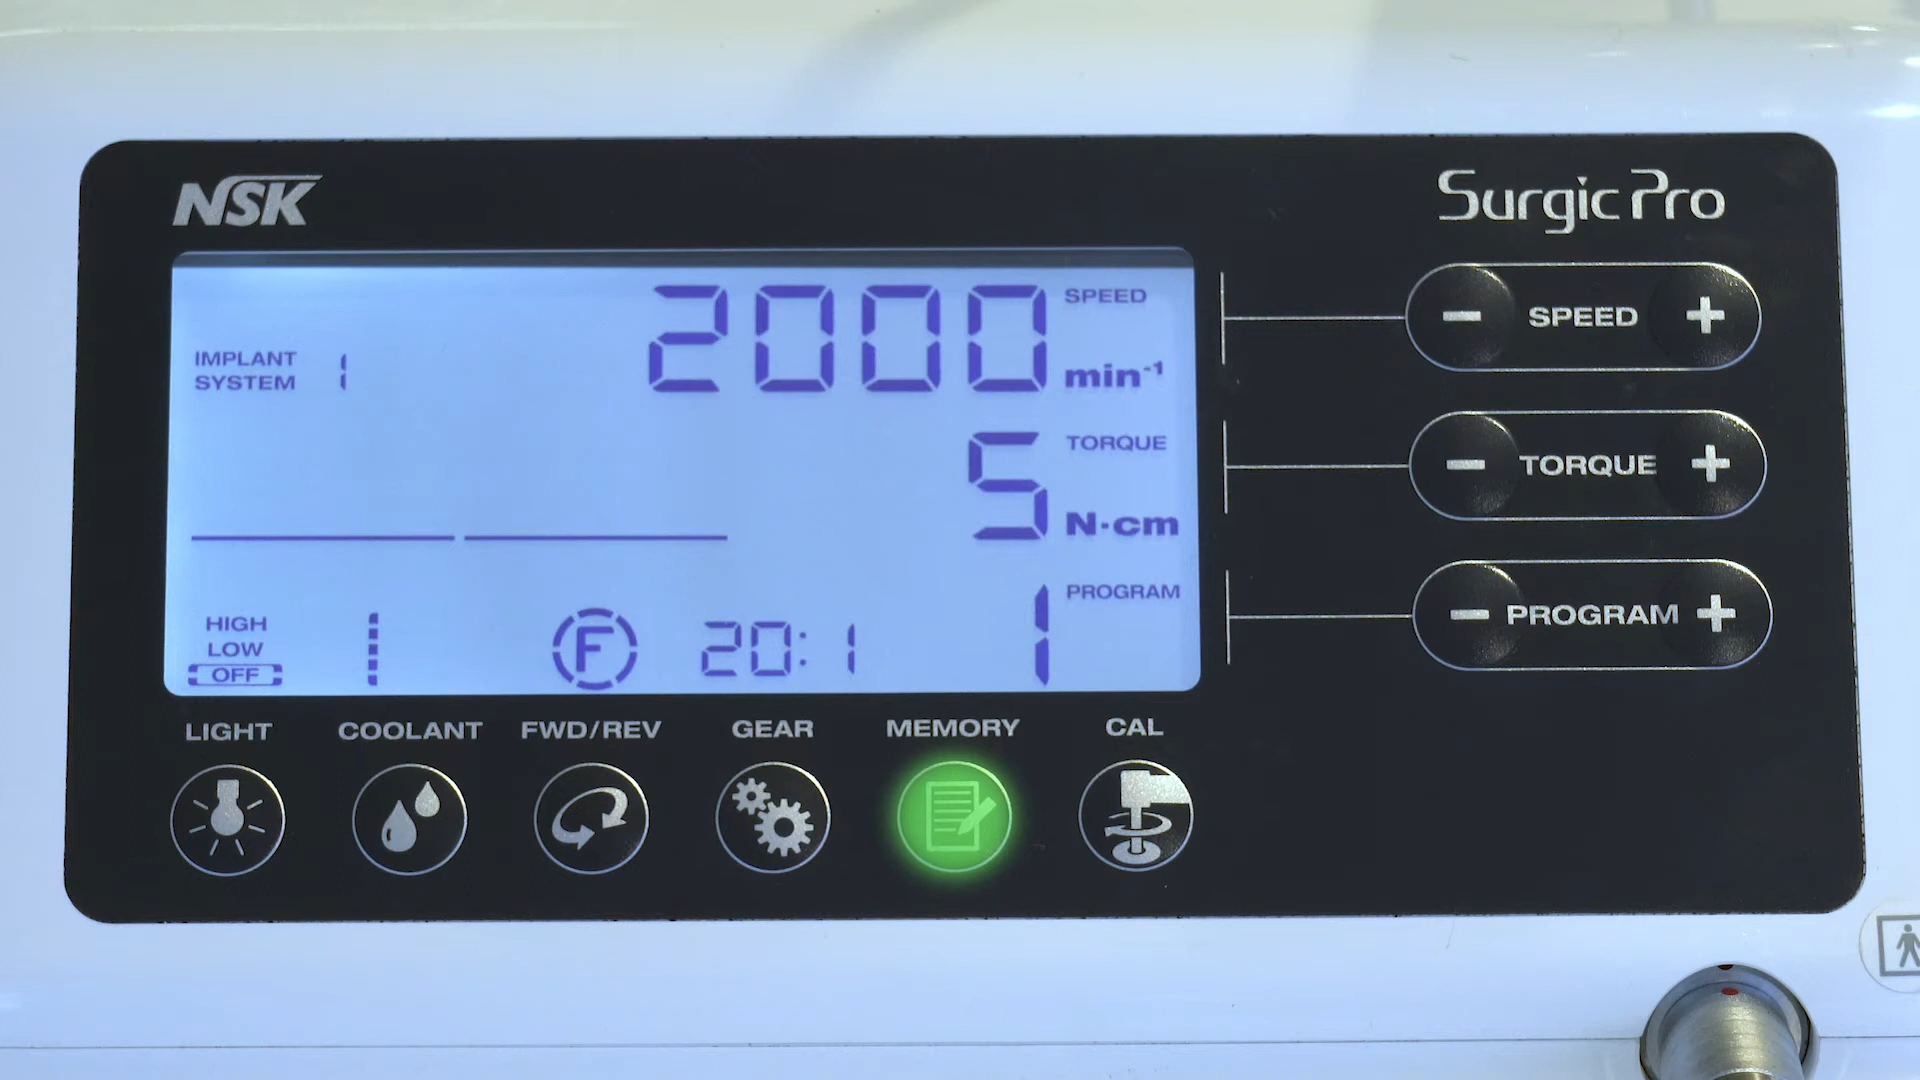 NSK
Surgic Pro
2000 SPEED
min-1
IMPLANT SYSTEM 1
5 TORQUE
N·cm
HIGH
LOW
OFF
1
F
20:1
1 PROGRAM
- SPEED +
- TORQUE +
- PROGRAM +
LIGHT COOLANT FWD/REV GEAR MEMORY CAL